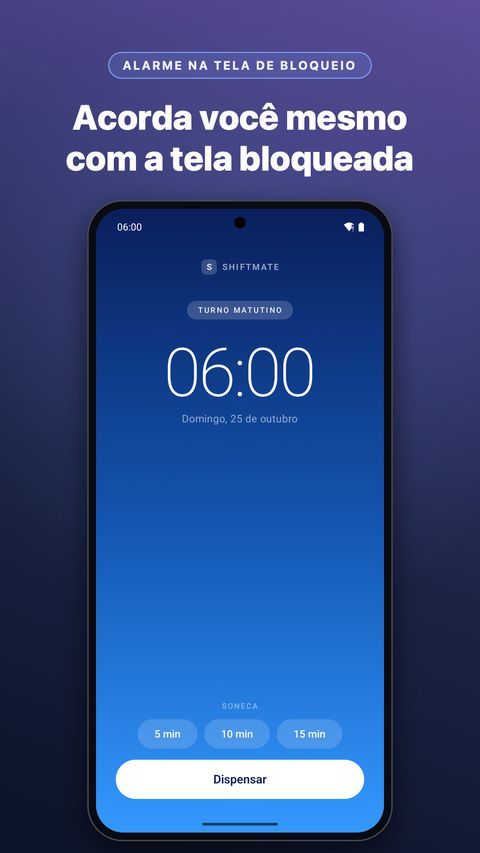 ALARME NA TELA DE BLOQUEIO
Acorda você mesmo
com a tela bloqueada
06:00
S SHIFTMATE
TURNO MATUTINO
06:00
Domingo, 25 de outubro
SONECA
5 min 10 min 15 min
Dispensar